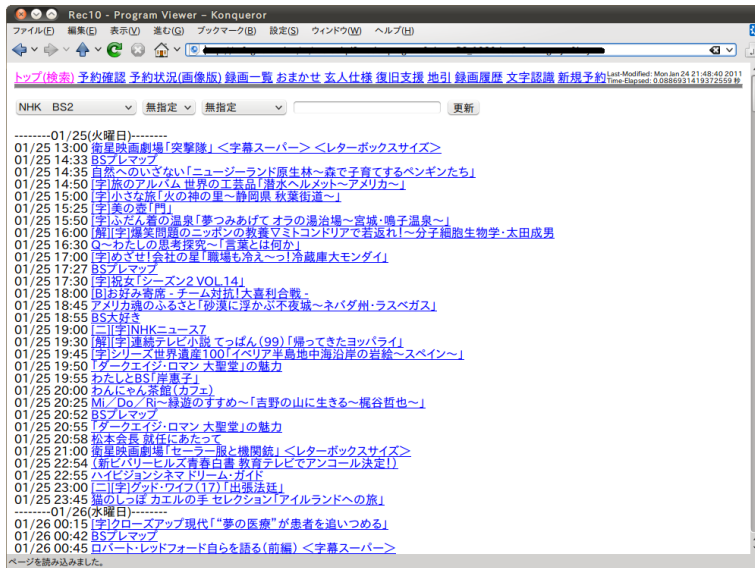 Rec10 - Program Viewer – Konqueror
ファイル(F) 編集(E) 表示(V) 進む(G) ブックマーク(B) 設定(S) ウィンドウ(W) ヘルプ(H)
トップ(検索) 予約確認 予約状況(画像版) 録画一覧 おまかせ 玄人仕様 復旧支援 地引 録画履歴 文字認識 新規予約 Last-Modified: Mon Jan 24 21:48:40 2011
Time-Elapsed: 0.0886931419372559 秒
NHK BS2 無指定 無指定 更新
--------01/25(火曜日)--------
01/25 13:00 衛星映画劇場「突撃隊」 <字幕スーパー> <レターボックスサイズ>
01/25 14:33 BSプレマップ
01/25 14:35 自然へのいざない「ニュージーランド原生林~森で子育てするペンギンたち」
01/25 14:50 [字]旅のアルバム 世界の工芸品「潜水ヘルメット~アメリカ~」
01/25 15:00 [字]小さな旅「火の神の里~静岡県 秋葉街道~」
01/25 15:25 [字]美の壺「門」
01/25 15:50 [字]ふだん着の温泉「夢つみあげて オラの湯治場~宮城・鳴子温泉~」
01/25 16:00 [解][字]爆笑問題のニッポンの教養▽ミトコンドリアで若返れ!~分子細胞生物学・太田成男
01/25 16:30 Q~わたしの思考探究~「言葉とは何か」
01/25 17:00 [字]めざせ!会社の星「職場も冷え~っ!冷蔵庫大モンダイ」
01/25 17:27 BSプレマップ
01/25 17:30 [字]祝女「シーズン2 VOL.14」
01/25 18:00 [B]お好み寄席 - チーム対抗!大喜利合戦 -
01/25 18:45 アメリカ魂のふるさと「砂漠に浮かぶ不夜城~ネバダ州・ラスベガス」
01/25 18:55 BS大好き
01/25 19:00 [二][字]NHKニュース7
01/25 19:30 [解][字]連続テレビ小説 てっぱん(99)「帰ってきたヨッパライ」
01/25 19:45 [字]シリーズ世界遺産100「イベリア半島地中海沿岸の岩絵~スペイン~」
01/25 19:50 「ダークエイジ・ロマン 大聖堂」の魅力
01/25 19:55 わたしとBS「岸惠子」
01/25 20:00 わんにゃん茶館(カフェ)
01/25 20:25 Mi/Do/Ri~緑遊のすすめ~「吉野の山に生きる~梶谷哲也~」
01/25 20:52 BSプレマップ
01/25 20:55 「ダークエイジ・ロマン 大聖堂」の魅力
01/25 20:58 松本会長 就任にあたって
01/25 21:00 衛星映画劇場「セーラー服と機関銃」 <レターボックスサイズ>
01/25 22:54 (新ビバリーヒルズ青春白書 教育テレビでアンコール決定!)
01/25 22:55 ハイビジョンシネマドリーム・ガイド
01/25 23:00 [二][字]グッド・ワイフ(17)「出張法廷」
01/25 23:45 猫のしっぽ カエルの手 セレクション「アイルランドへの旅」
--------01/26(水曜日)--------
01/26 00:15 [字]クローズアップ現代「“夢の医療”が患者を追いつめる」
01/26 00:42 BSプレマップ
01/26 00:45 ロバート・レッドフォード自らを語る(前編) <字幕スーパー>
ページを読み込みました。